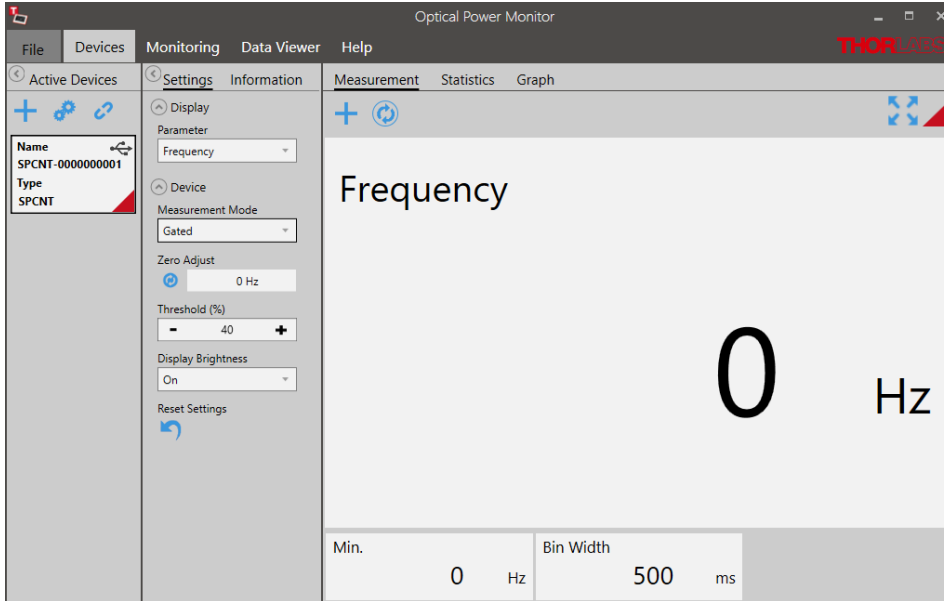 Optical Power Monitor
File Devices Monitoring Data Viewer Help
THORLABS
Active Devices
Name
SPCNT-0000000001
Type
SPCNT
Settings Information
Display
Parameter
Frequency
Device
Measurement Mode
Gated
Zero Adjust
0 Hz
Threshold (%)
- 40 +
Display Brightness
On
Reset Settings
Measurement Statistics Graph
Frequency
0 Hz
Min.
0 Hz
Bin Width
500 ms